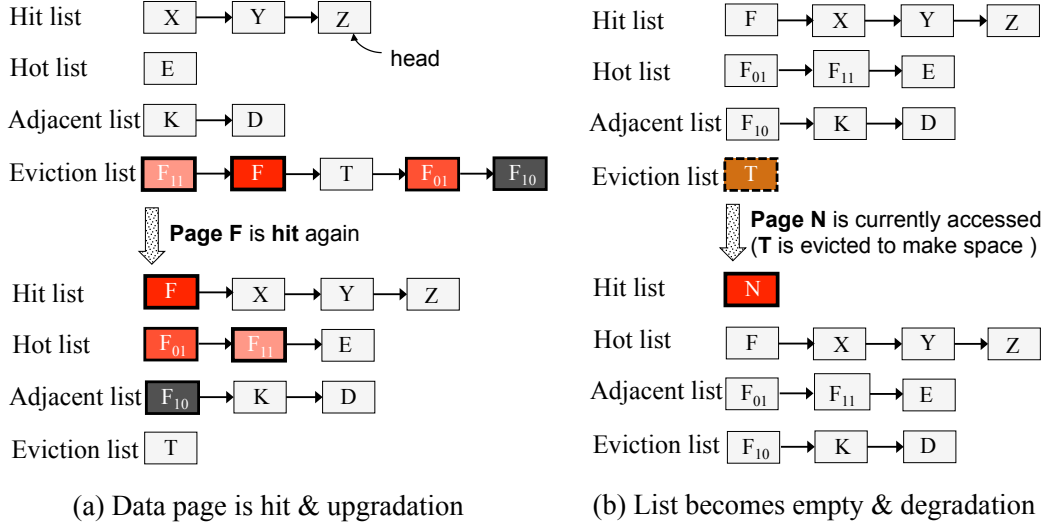 Hit list X Y Z
head
Hot list E
Adjacent list K D
Eviction list F11 F T F01 F10
Page F is hit again
Hit list F X Y Z
Hot list F01 F11 E
Adjacent list F10 K D
Eviction list T
(a) Data page is hit & upgradation
Hit list F X Y Z
Hot list F01 F11 E
Adjacent list F10 K D
Eviction list T
Page N is currently accessed
(T is evicted to make space )
Hit list N
Hot list F X Y Z
Adjacent list F01 F11 E
Eviction list F10 K D
(b) List becomes empty & degradation